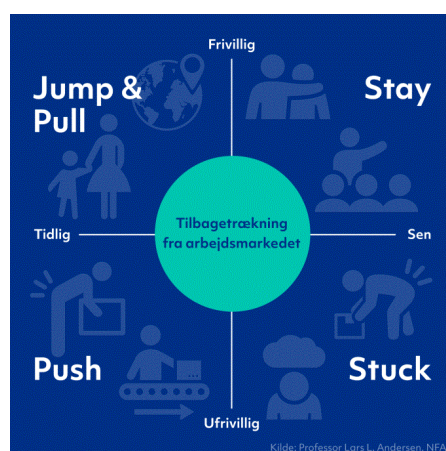 Frivillig
Jump &
Pull
Stay
Tilbagetrækning
fra arbejdsmarkedet
Tidlig
Sen
Push
Stuck
Ufrivillig
Kilde: Professor Lars L. Andersen, NFA